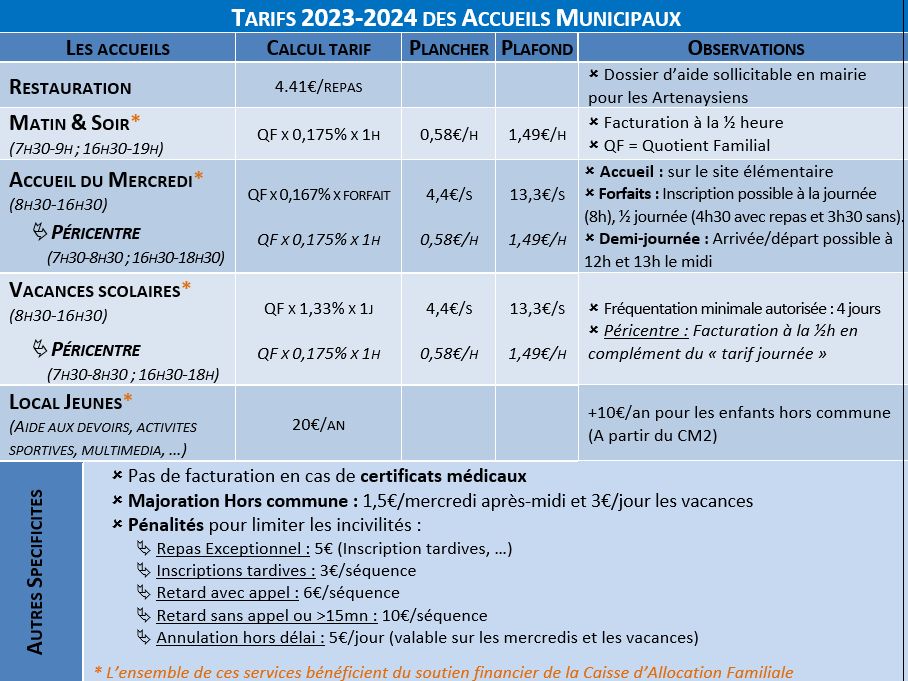 TARIFS 2023-2024 DES ACCUEILS MUNICIPAUX
LES ACCUEILS CALCUL TARIF PLANCHER PLAFOND OBSERVATIONS
RESTAURATION 4.41€/REPAS
× Dossier d'aide sollicitable en mairie
pour les Artenaysiens
MATIN & SOIR*
(7H30-9H ; 16H30-19H)
QF X 0,175% X 1H 0,58€/H 1,49€/H
× Facturation à la ½ heure
× QF = Quotient Familial
ACCUEIL DU MERCREDI*
(8H30-16H30)
QF X 0,167% X FORFAIT 4,4€/S 13,3€/S
PÉRICENTRE
(7H30-8H30 ; 16H30-18H30)
QF X 0,175% X 1H 0,58€/H 1,49€/H
× Accueil : sur le site élémentaire
× Forfaits : Inscription possible à la journée
(8h), ½ journée (4h30 avec repas et 3h30 sans).
× Demi-journée : Arrivée/départ possible à
12h et 13h le midi
VACANCES SCOLAIRES*
(8H30-16H30)
QF X 1,33% X 1J 4,4€/S 13,3€/S
PÉRICENTRE
(7H30-8H30 ; 16H30-18H)
QF X 0,175% X 1H 0,58€/H 1,49€/H
× Fréquentation minimale autorisée : 4 jours
× Péricentre : Facturation à la ½h en
complément du « tarif journée »
LOCAL JEUNES*
(AIDE AUX DEVOIRS, ACTIVITES
SPORTIVES, MULTIMEDIA, ...)
20€/AN
+10€/an pour les enfants hors commune
(A partir du CM2)
AUTRES SPECIFICITES
× Pas de facturation en cas de certificats médicaux
× Majoration Hors commune : 1,5€/mercredi après-midi et 3€/jour les vacances
× Pénalités pour limiter les incivilités :
Repas Exceptionnel : 5€ (Inscription tardives, ...)
Inscriptions tardives : 3€/séquence
Retard avec appel : 6€/séquence
Retard sans appel ou >15mn : 10€/séquence
Annulation hors délai : 5€/jour (valable sur les mercredis et les vacances)
* L'ensemble de ces services bénéficient du soutien financier de la Caisse d'Allocation Familiale